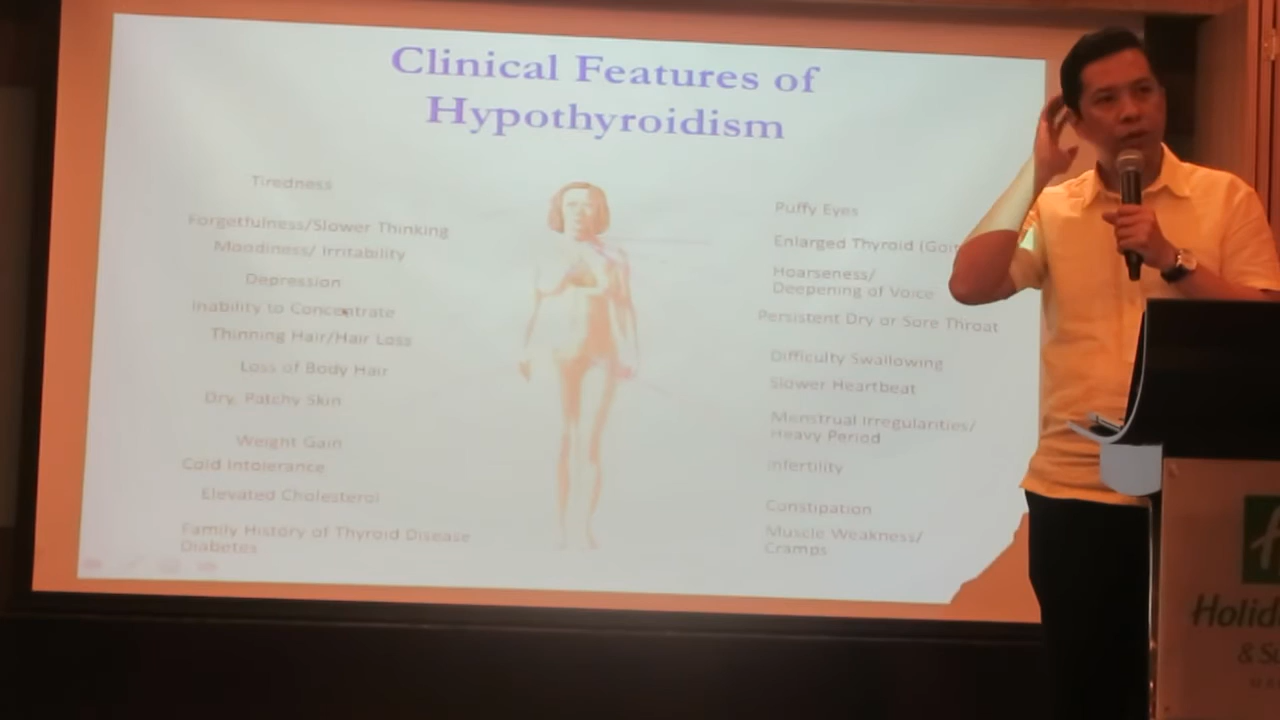 Clinical Features of
Hypothyroidism
Tiredness
Forgetfulness/Slower Thinking
Moodiness/ Irritability
Depression
Inability to Concentrate
Thinning Hair/Hair Loss
Loss of Body Hair
Dry, Patchy Skin
Weight Gain
Cold Intolerance
Elevated Cholesterol
Family History of Thyroid Disease
Diabetes
Puffy Eyes
Enlarged Thyroid (Goit
Hoarseness/
Deepening of Voice
Persistent Dry or Sore Throat
Difficulty Swallowing
Slower Heartbeat
Menstrual Irregularities/
Heavy Period
Infertility
Constipation
Muscle Weakness/
Cramps
H
Holid
& Su